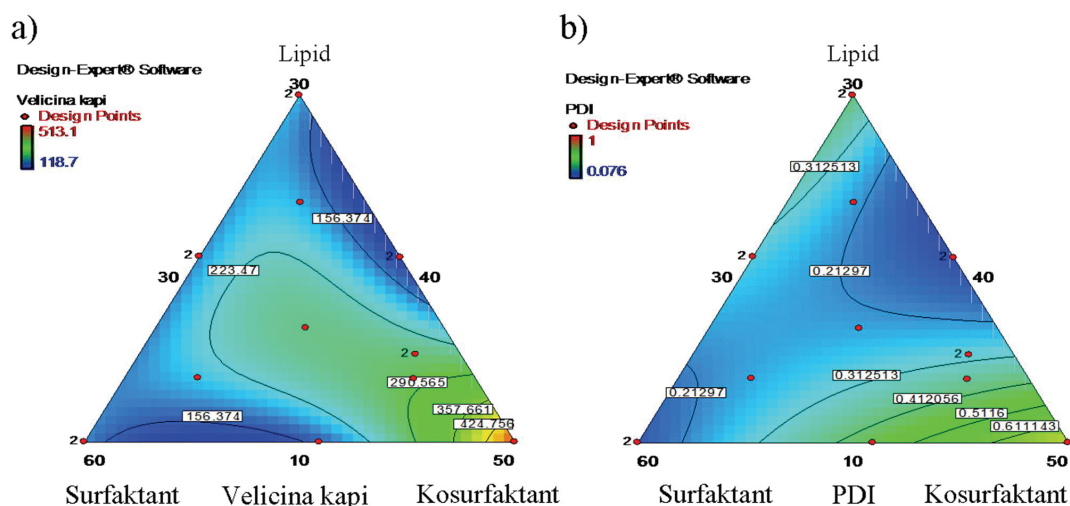 a)
Lipid
Design-Expert® Software
30
Velicina kapi
2
Design Points
513.1
118.7
156.374
2
2
223.47
30
40
2
290.565
357.661
156.374
424.756
2
60
10
50
Surfaktant
Velicina kapi
Kosurfaktant
b)
Lipid
Design-Expert® Software
30
PDI
2
Design Points
1
0.076
0.312513
2
2
0.21297
30
40
2
0.312513
0.21297
0.412056
0.5116
0.611143
2
60
10
50
Surfaktant
PDI
Kosurfaktant